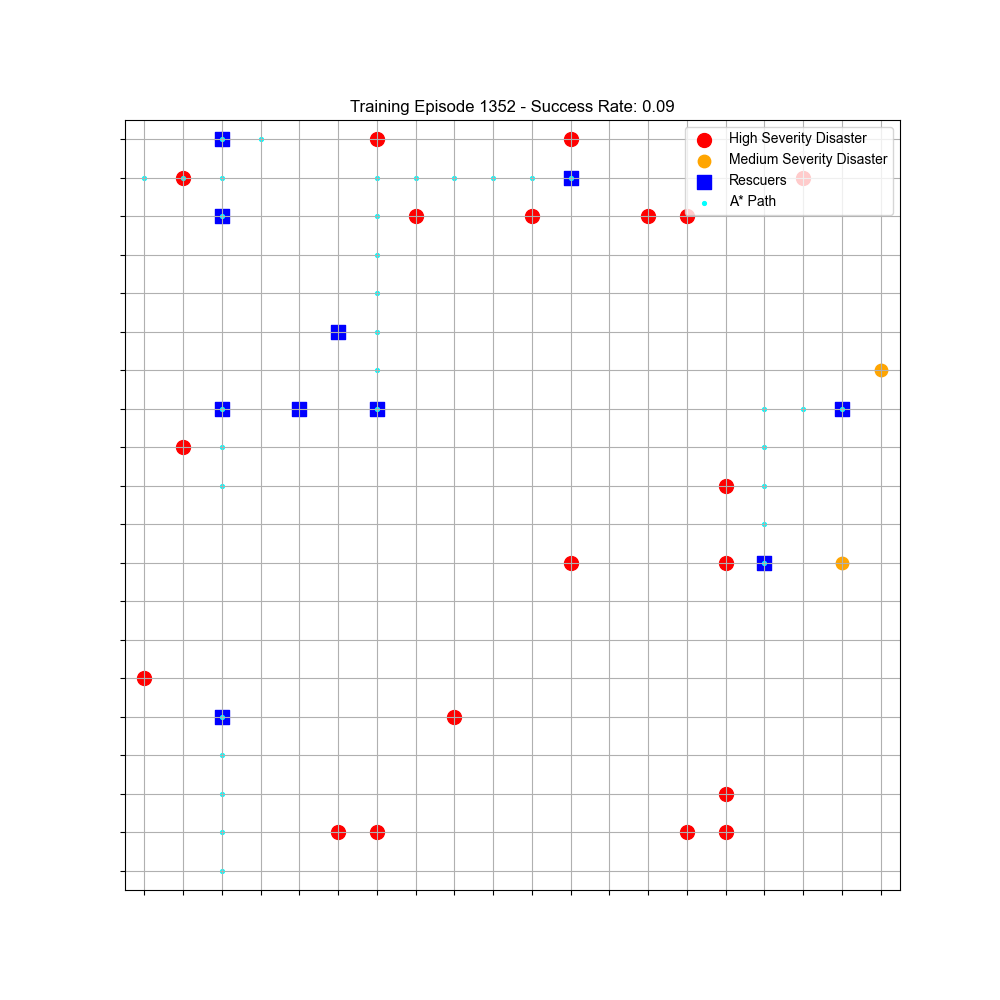 Training Episode 1352 - Success Rate: 0.09
High Severity Disaster
Medium Severity Disaster
Rescuers
A* Path